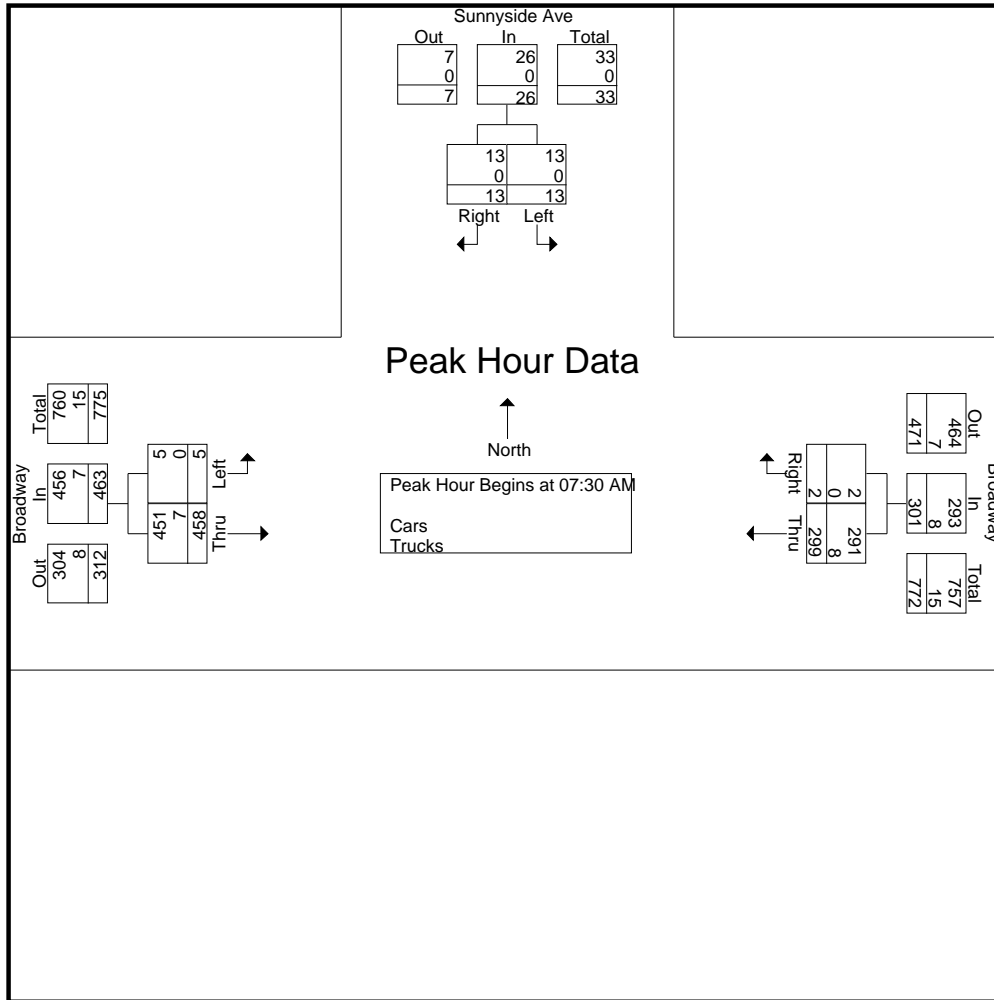 Sunnyside Ave
Out In Total
7 26 33
0 0 0
7 26 33
13 13
0 0
13 13
Right Left
Peak Hour Data
North
Peak Hour Begins at 07:30 AM
Cars
Trucks
Broadway
Out In Total
304 456 760
8 7 15
312 463 775
Thru Left
451 5
7 0
458 5
Broadway
Out In Total
464 293 757
7 8 15
471 301 772
Right Thru
2 291
0 8
2 299